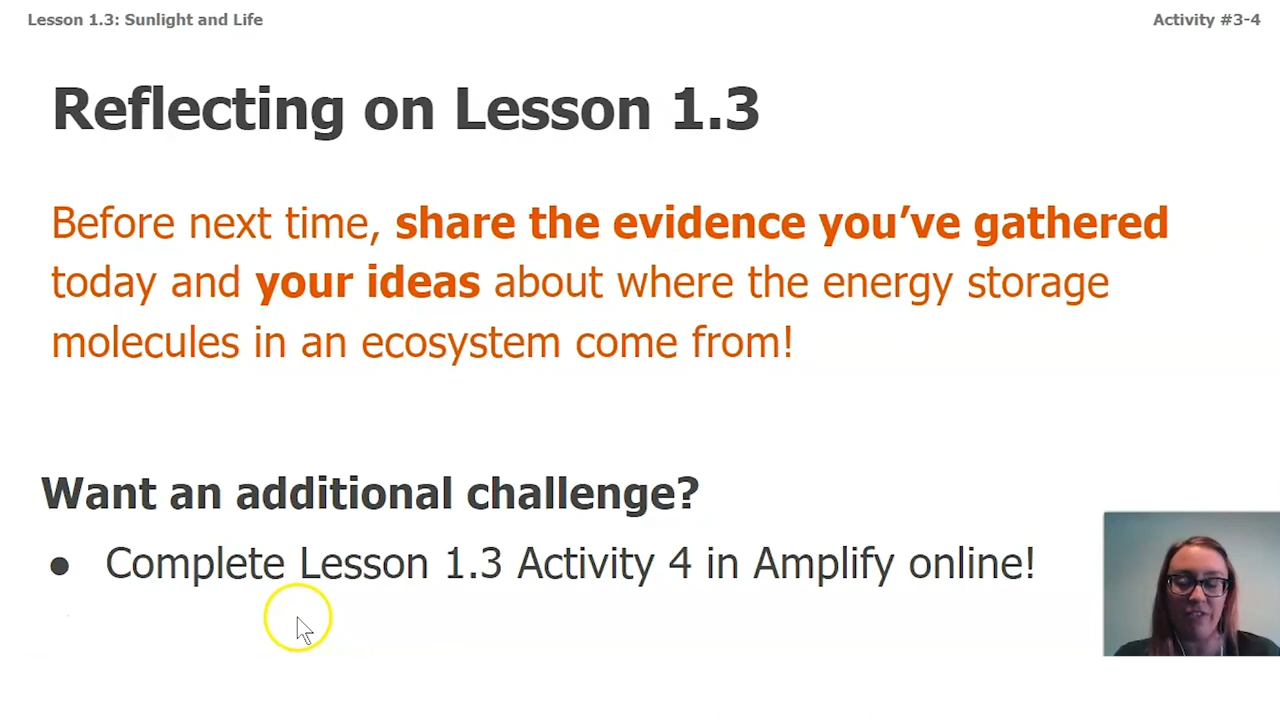 Lesson 1.3: Sunlight and Life
Activity #3-4
Reflecting on Lesson 1.3
Before next time, share the evidence you’ve gathered
today and your ideas about where the energy storage
molecules in an ecosystem come from!
Want an additional challenge?
● Complete Lesson 1.3 Activity 4 in Amplify online!